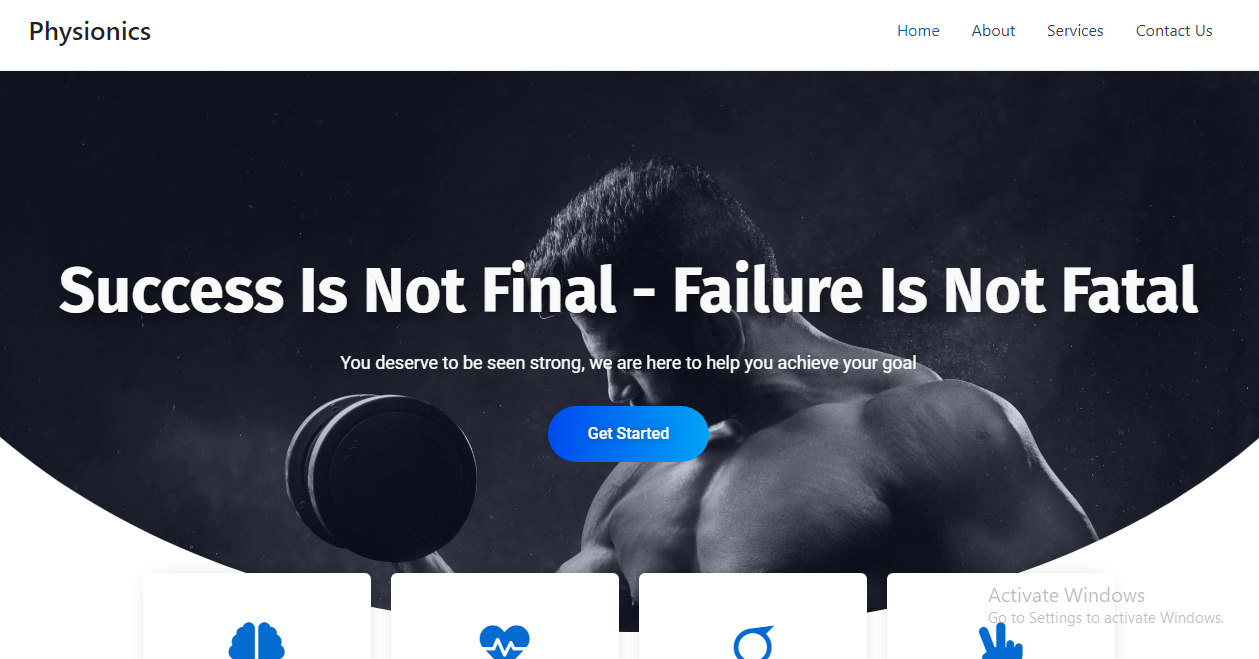 Physionics
Home About Services Contact Us
Success Is Not Final - Failure Is Not Fatal
You deserve to be seen strong, we are here to help you achieve your goal
Get Started
Activate Windows
Go to Settings to activate Windows.